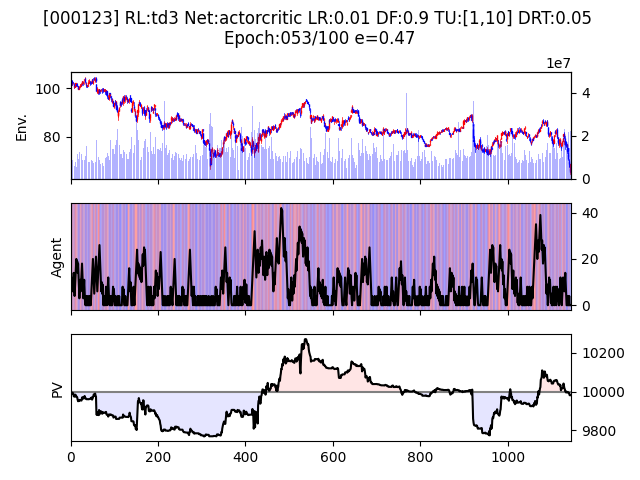 [000123] RL:td3 Net:actorcritic LR:0.01 DF:0.9 TU:[1,10] DRT:0.05
Epoch:053/100 e=0.47
1e7
100
80
Env.
4
2
0
Agent
40
20
0
PV
10200
10000
9800
0
200
400
600
800
1000